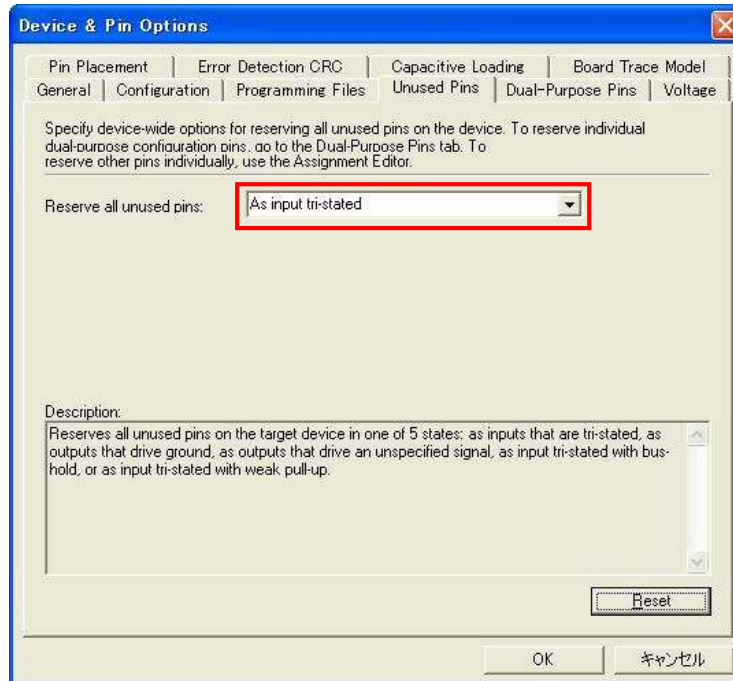 Device & Pin Options
Pin Placement Error Detection CRC Capacitive Loading Board Trace Model
General Configuration Programming Files Unused Pins Dual-Purpose Pins Voltage
Specify device-wide options for reserving all unused pins on the device. To reserve individual
dual-purpose configuration pins, go to the Dual-Purpose Pins tab. To
reserve other pins individually, use the Assignment Editor.
Reserve all unused pins: As input tri-stated
Description:
Reserves all unused pins on the target device in one of 5 states: as inputs that are tri-stated, as
outputs that drive ground, as outputs that drive an unspecified signal, as input tri-stated with bus-
hold, or as input tri-stated with weak pull-up.
Reset
OK キャンセル